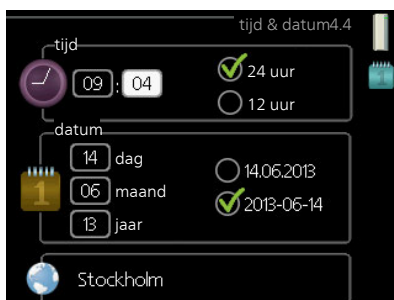 tijd & datum4.4
tijd
09 : 04
24 uur
12 uur
datum
14 dag
06 maand
13 jaar
14.06.2013
2013-06-14
1
Stockholm